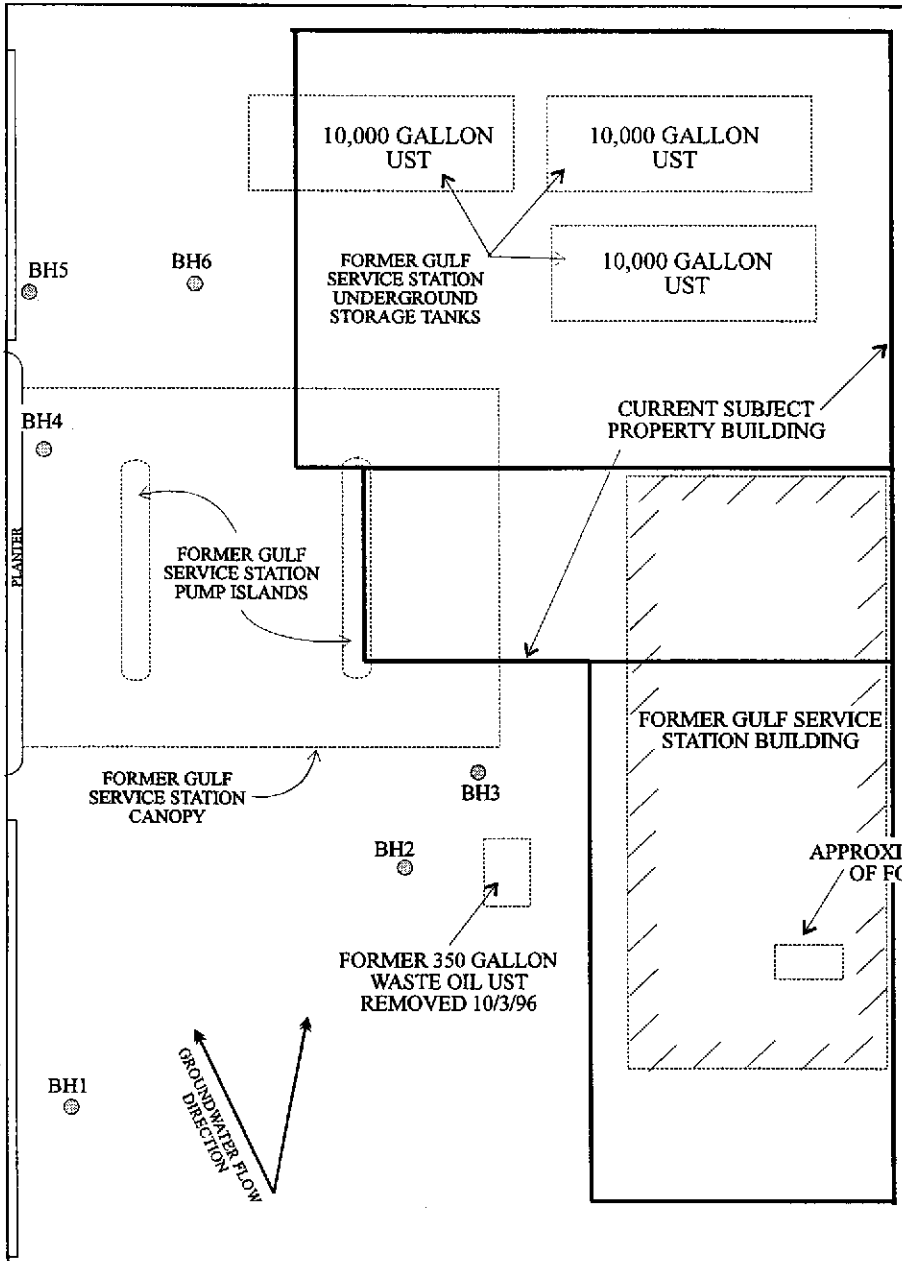 10,000 GALLON
UST
10,000 GALLON
UST
10,000 GALLON
UST
FORMER GULF
SERVICE STATION
UNDERGROUND
STORAGE TANKS
BH5
BH6
CURRENT SUBJECT
PROPERTY BUILDING
BH4
PLANTER
FORMER GULF
SERVICE STATION
PUMP ISLANDS
FORMER GULF SERVICE
STATION BUILDING
FORMER GULF
SERVICE STATION
CANOPY
BH3
BH2
APPROXI
OF FO
FORMER 350 GALLON
WASTE OIL UST
REMOVED 10/3/96
GROUNDWATER FLOW
DIRECTION
BH1